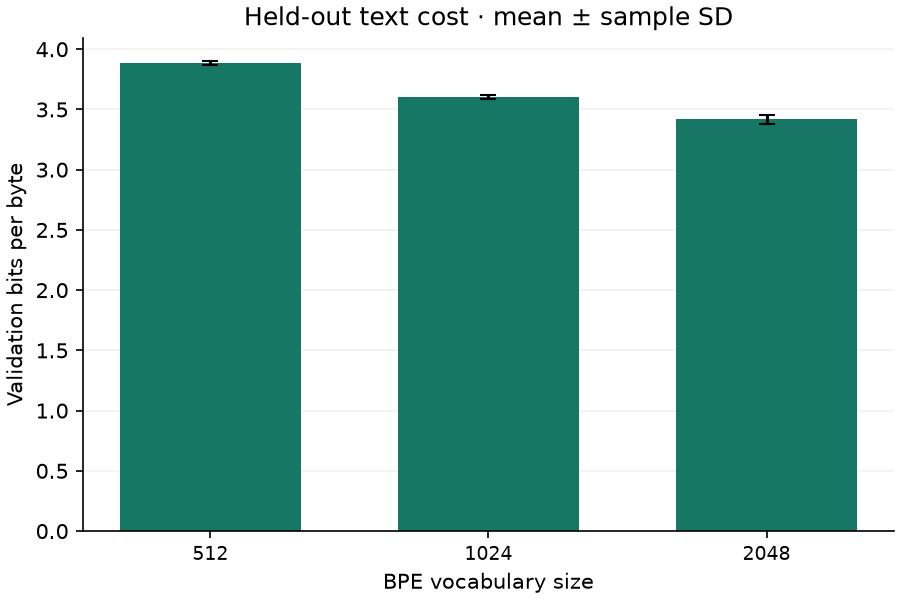 Held-out text cost · mean ± sample SD
Validation bits per byte
4.0
3.5
3.0
2.5
2.0
1.5
1.0
0.5
0.0
512 1024 2048
BPE vocabulary size